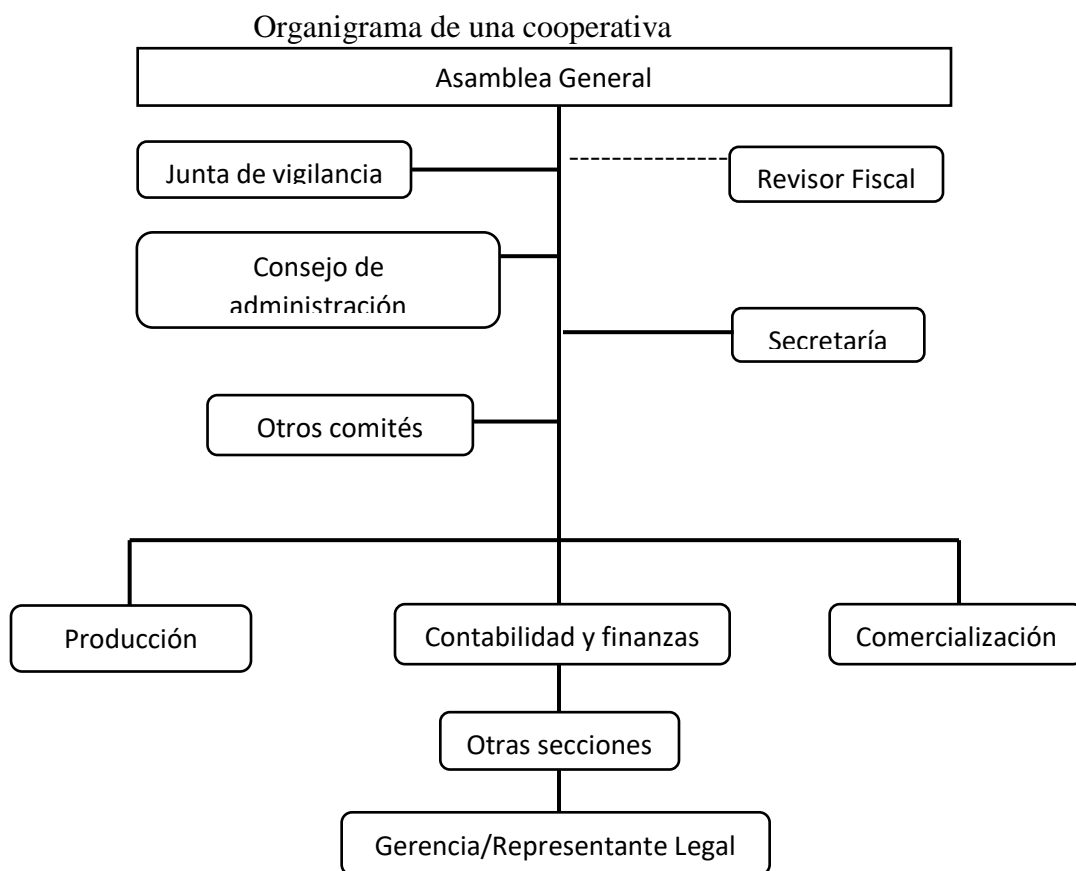 Organigrama de una cooperativa
Asamblea General
Junta de vigilancia
Revisor Fiscal
Consejo de
administración
Secretaría
Otros comités
Producción
Contabilidad y finanzas
Comercialización
Otras secciones
Gerencia/Representante Legal